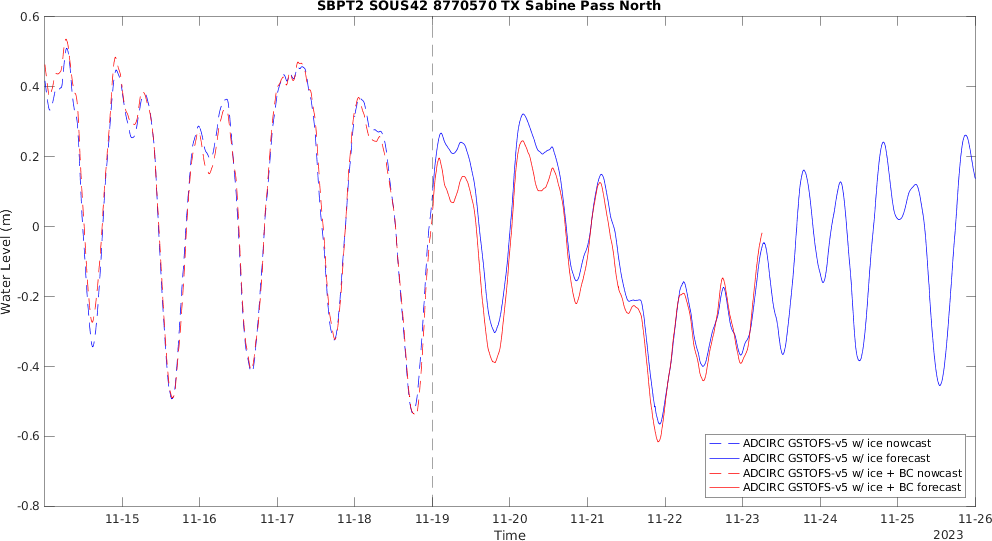 SBPT2 SOUS42 8770570 TX Sabine Pass North
0.6
0.4
0.2
0
-0.2
-0.4
-0.6
-0.8
Water Level (m)
ADCIRC GSTOFS-v5 w/ ice nowcast
ADCIRC GSTOFS-v5 w/ ice forecast
ADCIRC GSTOFS-v5 w/ ice + BC nowcast
ADCIRC GSTOFS-v5 w/ ice + BC forecast
11-15 11-16 11-17 11-18 11-19 11-20 11-21 11-22 11-23 11-24 11-25 11-26
Time
2023